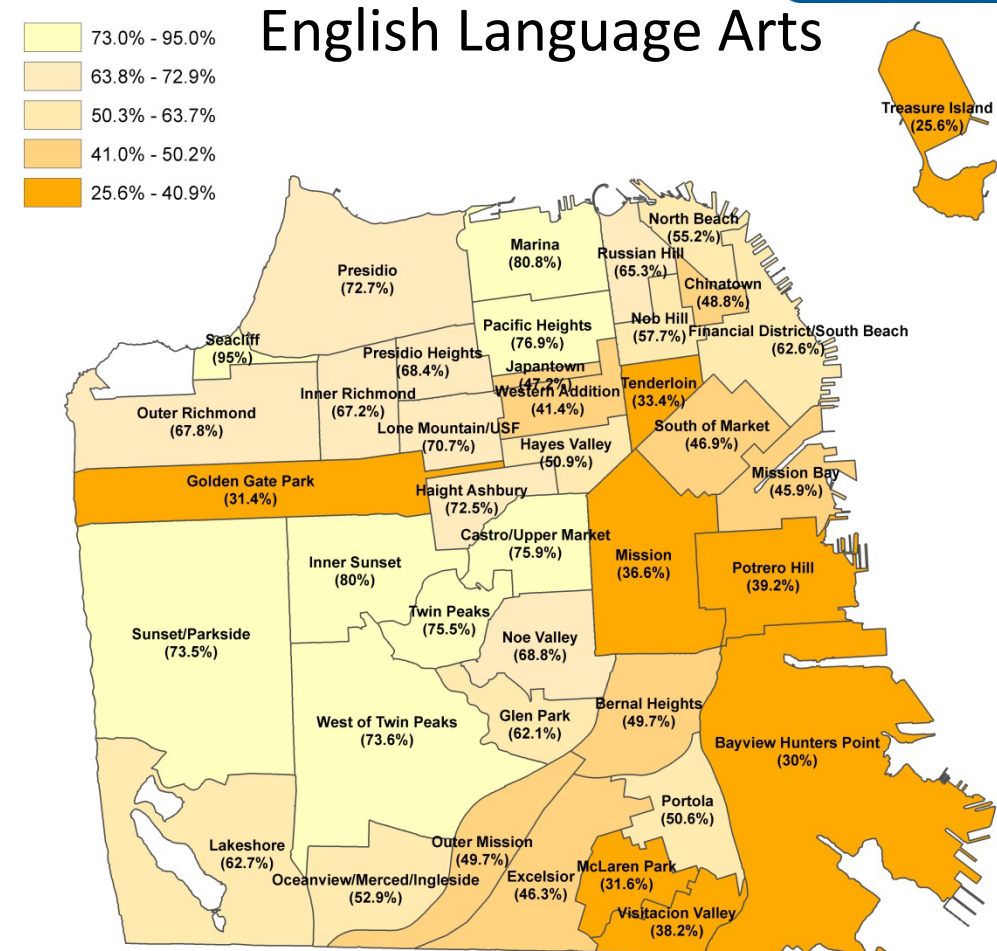 English Language Arts
73.0% - 95.0%
63.8% - 72.9%
50.3% - 63.7%
41.0% - 50.2%
25.6% - 40.9%
Treasure Island
(25.6%)
North Beach
(55.2%)
Marina
(80.8%)
Russian Hill
(65.3%)
Presidio
(72.7%)
Chinatown
(48.8%)
Nob Hill
(57.7%)
Pacific Heights
(76.9%)
Financial District/South Beach
(62.6%)
Seacliff
(95%)
Presidio Heights
(68.4%)
Japantown
(47.2%)
Tenderloin
(33.4%)
Inner Richmond
(67.2%)
Western Addition
(41.4%)
Outer Richmond
(67.8%)
Lone Mountain/USF
(70.7%)
South of Market
(46.9%)
Hayes Valley
(50.9%)
Mission Bay
(45.9%)
Golden Gate Park
(31.4%)
Haight Ashbury
(72.5%)
Castro/Upper Market
(75.9%)
Mission
(36.6%)
Inner Sunset
(80%)
Potrero Hill
(39.2%)
Twin Peaks
(75.5%)
Sunset/Parkside
(73.5%)
Noe Valley
(68.8%)
Bernal Heights
(49.7%)
Glen Park
(62.1%)
West of Twin Peaks
(73.6%)
Bayview Hunters Point
(30%)
Portola
(50.6%)
Lakeshore
(62.7%)
Outer Mission
(49.7%)
McLaren Park
(31.6%)
Excelsior
(46.3%)
Oceanview/Merced/Ingleside
(52.9%)
Visitacion Valley
(38.2%)